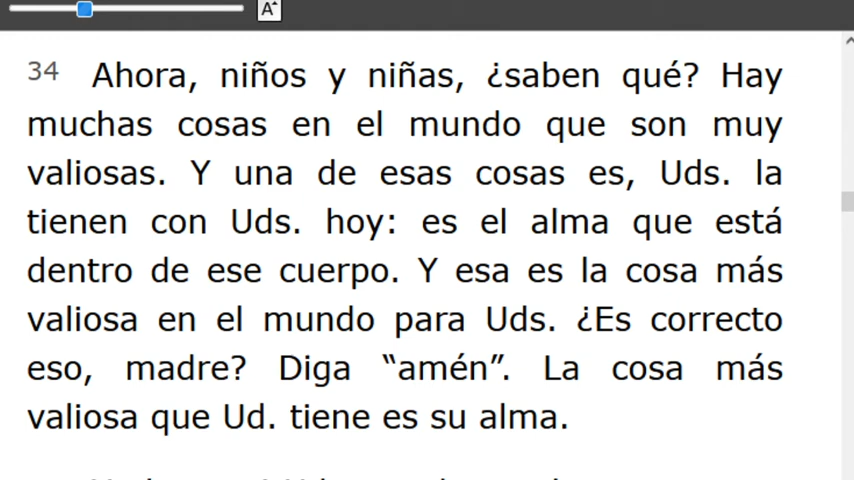 A
34 Ahora, niños y niñas, ¿saben qué? Hay
muchas cosas en el mundo que son muy
valiosas. Y una de esas cosas es, Uds. la
tienen con Uds. hoy: es el alma que está
dentro de ese cuerpo. Y esa es la cosa más
valiosa en el mundo para Uds. ¿Es correcto
eso, madre? Diga “amén”. La cosa más
valiosa que Ud. tiene es su alma.